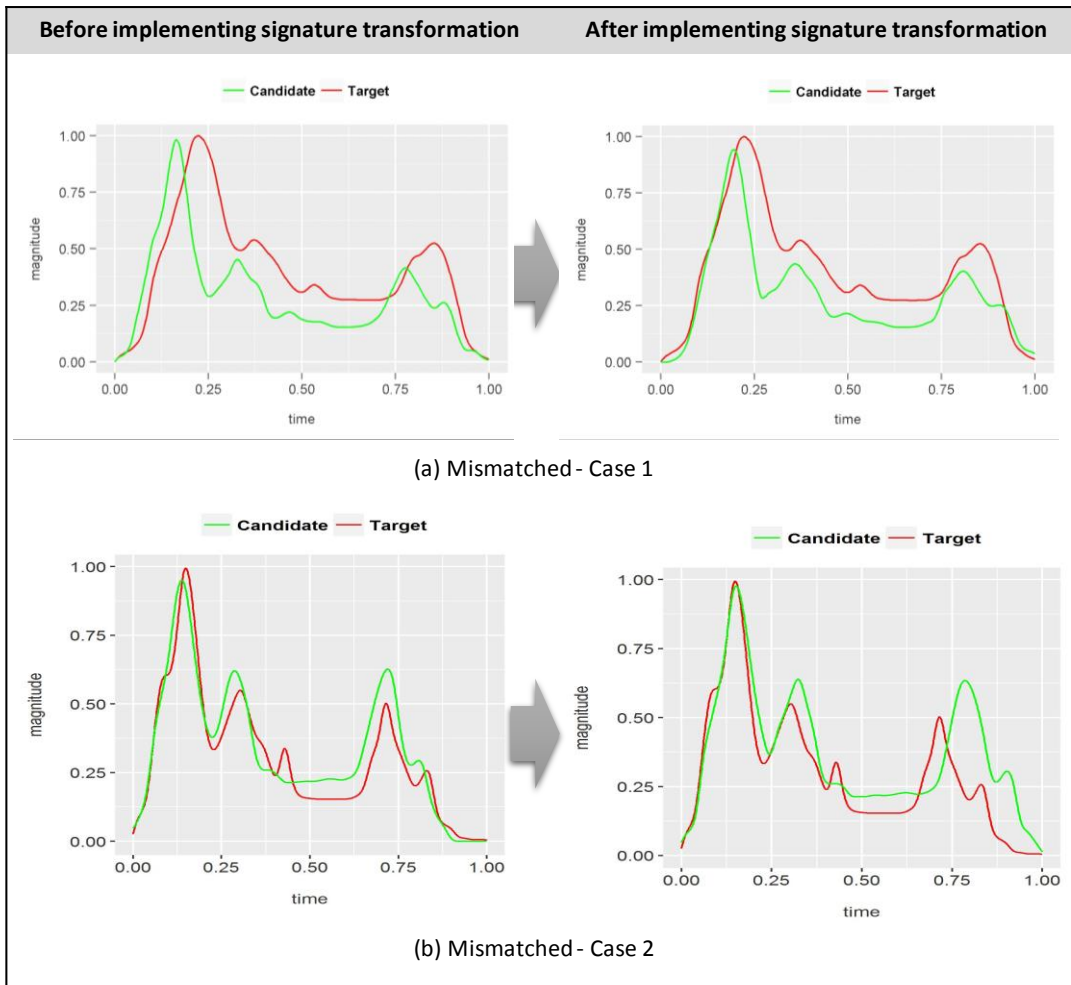 Before implementing signature transformation
After implementing signature transformation
Candidate Target
1.00
0.75
0.50
0.25
0.00
magnitude
0.00 0.25 0.50 0.75 1.00
time
Candidate Target
1.00
0.75
0.50
0.25
0.00
magnitude
0.00 0.25 0.50 0.75 1.00
time
(a) Mismatched - Case 1
Candidate Target
1.00
0.75
0.50
0.25
0.00
magnitude
0.00 0.25 0.50 0.75 1.00
time
Candidate Target
1.00
0.75
0.50
0.25
0.00
magnitude
0.00 0.25 0.50 0.75 1.00
time
(b) Mismatched - Case 2